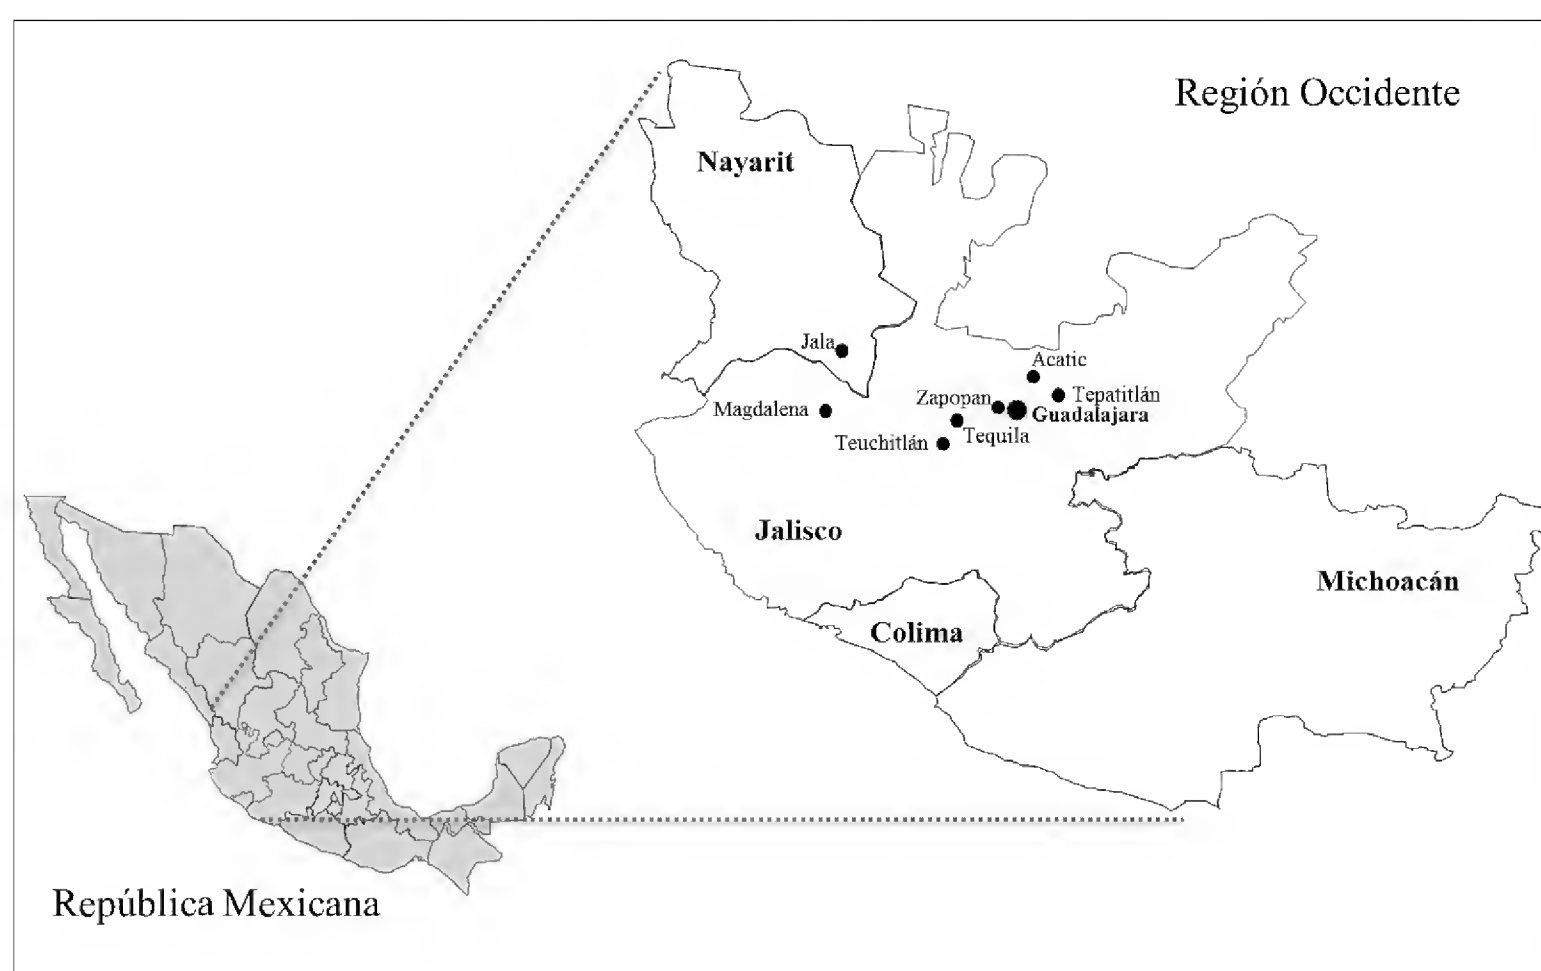 Región Occidente
Nayarit
Jala
Acatic
Tepatitlán
Zapopan
Magdalena
Guadalajara
Tequila
Teuchitlán
Jalisco
Michoacán
Colima
República Mexicana